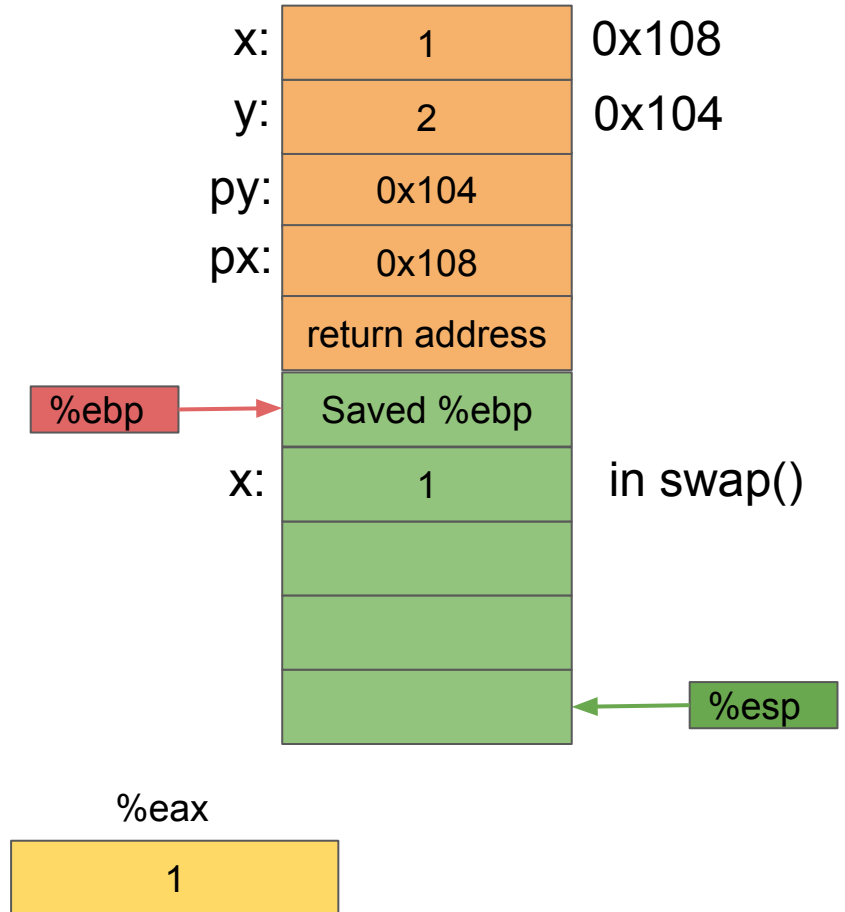 x: 1 0x108
y: 2 0x104
py: 0x104
px: 0x108
return address
%ebp Saved %ebp
x: 1 in swap()
%esp
%eax
1